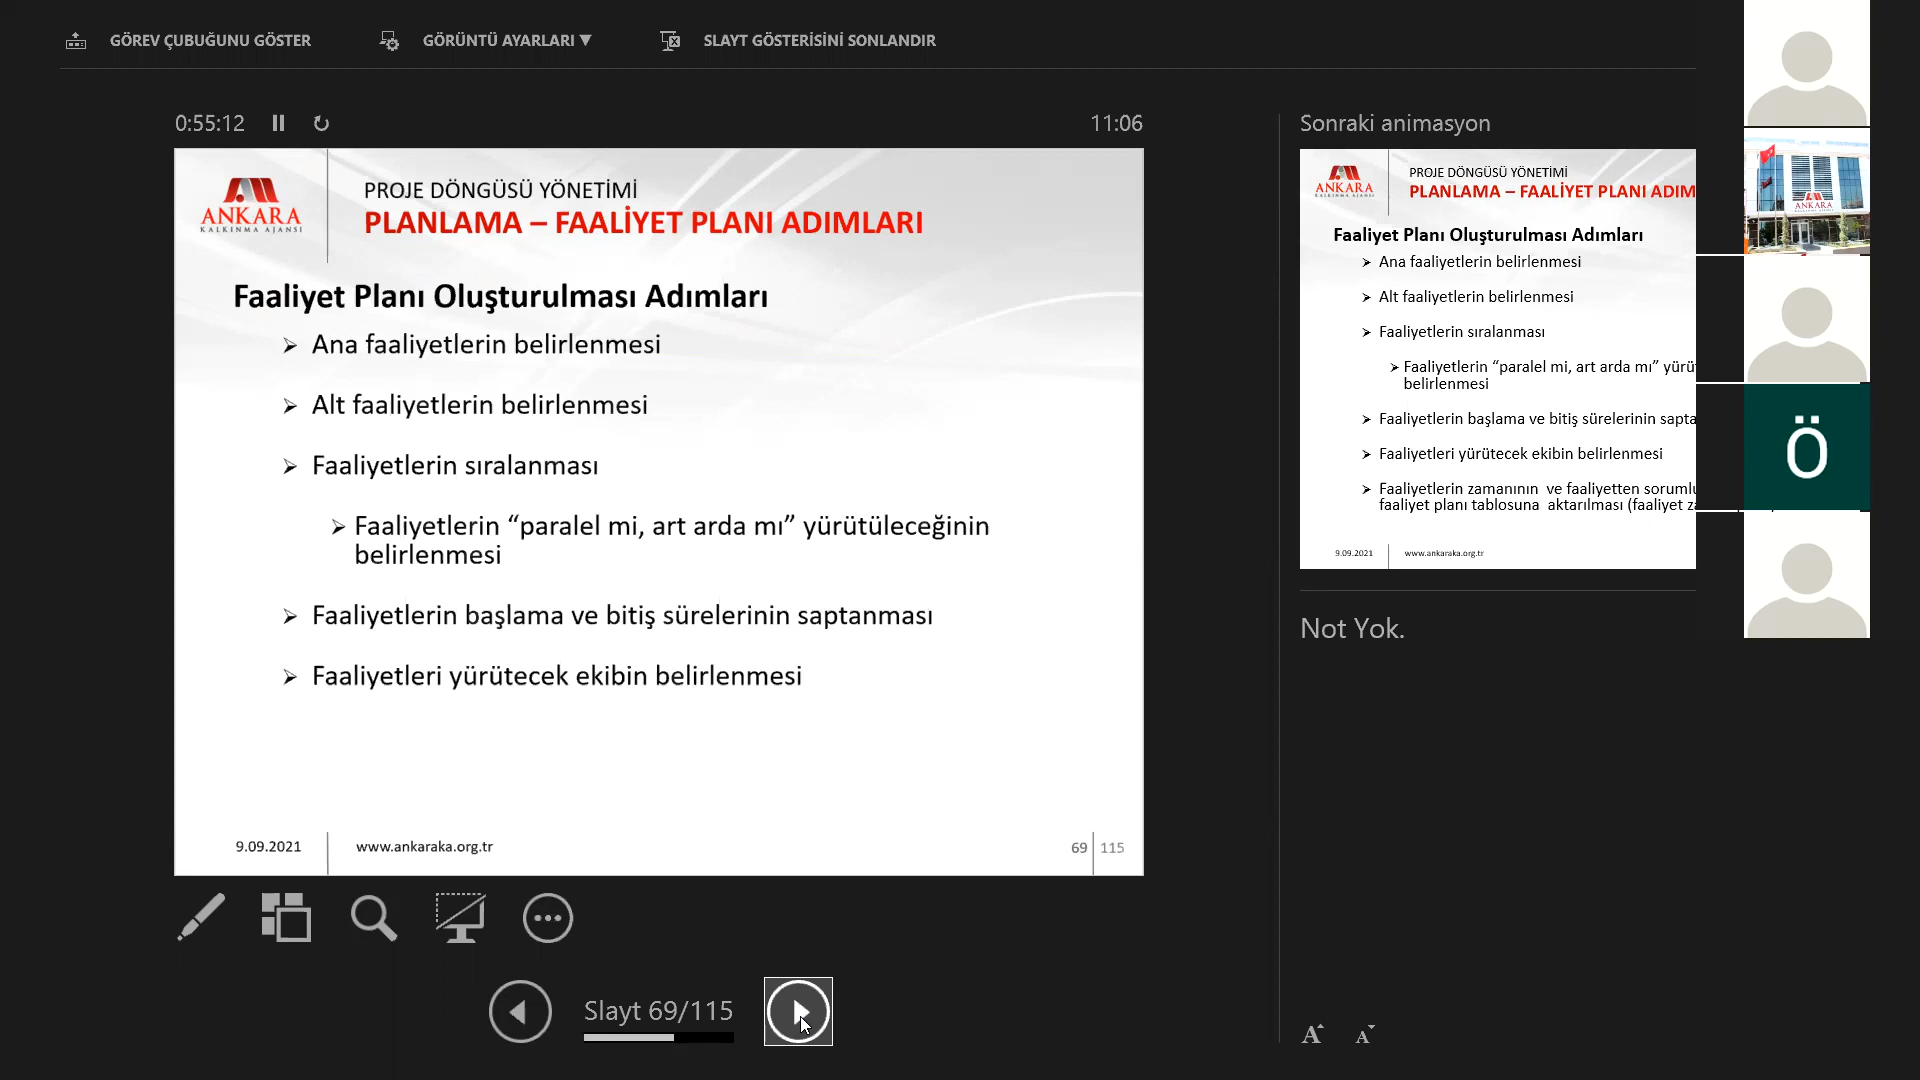 GÖREV ÇUBUĞUNU GÖSTER
GÖRÜNTÜ AYARLARI ▼
SLAYT GÖSTERİSİNİ SONLANDIR
0:55:12
11:06
ANKARA
KALKINMA AJANSI
PROJE DÖNGÜSÜ YÖNETİMİ
PLANLAMA – FAALİYET PLANI ADIMLARI
Faaliyet Planı Oluşturulması Adımları
➢ Ana faaliyetlerin belirlenmesi
➢ Alt faaliyetlerin belirlenmesi
➢ Faaliyetlerin sıralanması
➢ Faaliyetlerin “paralel mi, art arda mı” yürütüleceğinin
belirlenmesi
➢ Faaliyetlerin başlama ve bitiş sürelerinin saptanması
➢ Faaliyetleri yürütecek ekibin belirlenmesi
9.09.2021
www.ankaraka.org.tr
69 115
Slayt 69/115
Sonraki animasyon
ANKARA
KALKINMA AJANSI
PROJE DÖNGÜSÜ YÖNETİMİ
PLANLAMA – FAALİYET PLANI ADIM
Faaliyet Planı Oluşturulması Adımları
➢ Ana faaliyetlerin belirlenmesi
➢ Alt faaliyetlerin belirlenmesi
➢ Faaliyetlerin sıralanması
➢ Faaliyetlerin “paralel mi, art arda mı” yürüt
belirlenmesi
➢ Faaliyetlerin başlama ve bitiş sürelerinin sapta
➢ Faaliyetleri yürütecek ekibin belirlenmesi
➢ Faaliyetlerin zamanının ve faaliyetten sorumlu
faaliyet planı tablosuna aktarılması (faaliyet za
9.09.2021
www.ankaraka.org.tr
Not Yok.
A A
ANKARA
Ö